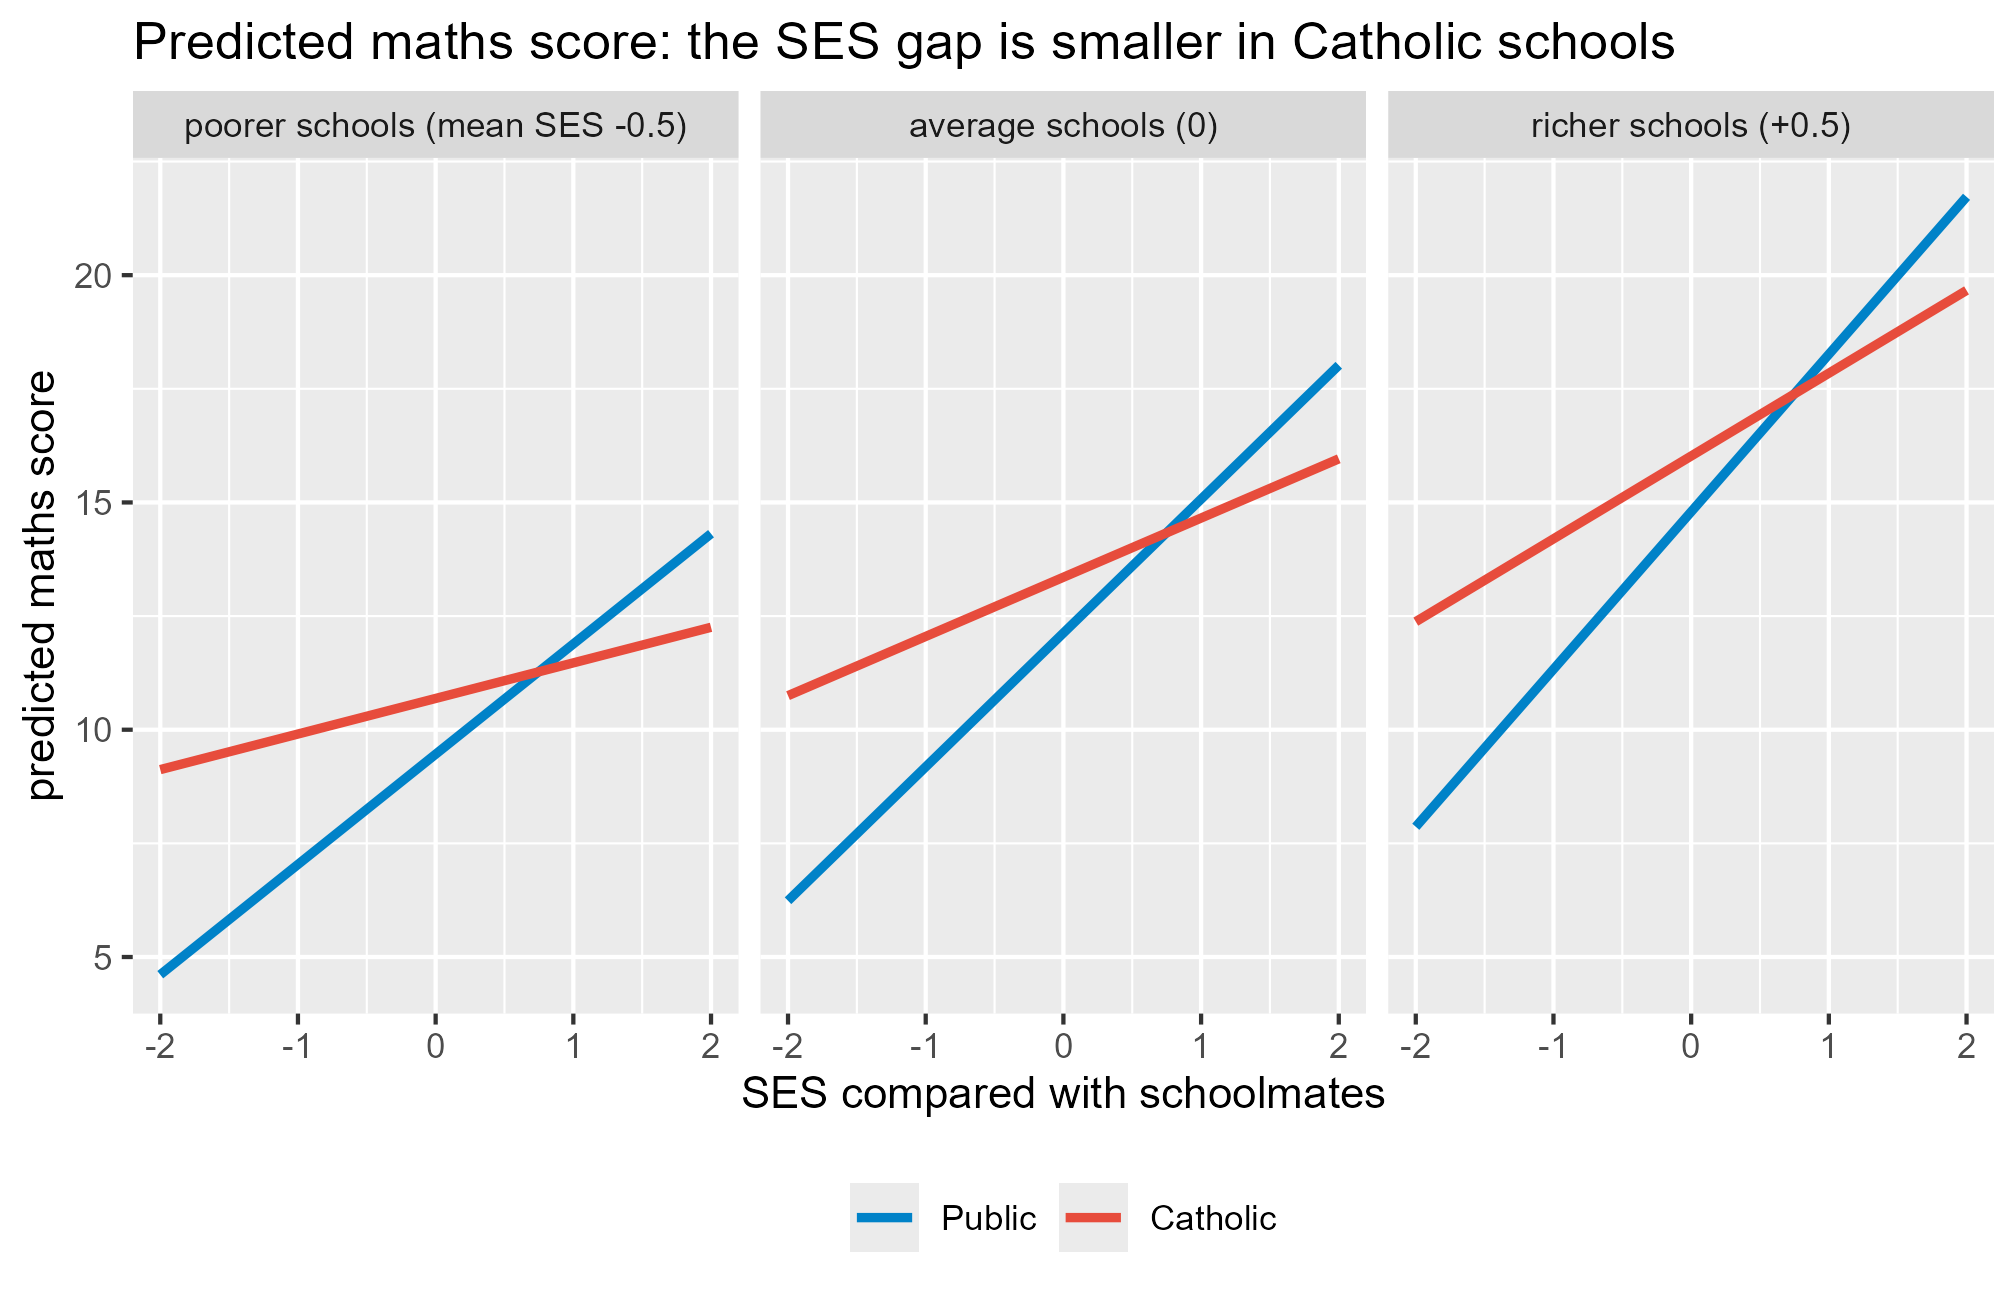 Predicted maths score: the SES gap is smaller in Catholic schools
poorer schools (mean SES -0.5)
average schools (0)
richer schools (+0.5)
predicted maths score
20
15
10
5
-2 -1 0 1 2
-2 -1 0 1 2
-2 -1 0 1 2
SES compared with schoolmates
Public
Catholic